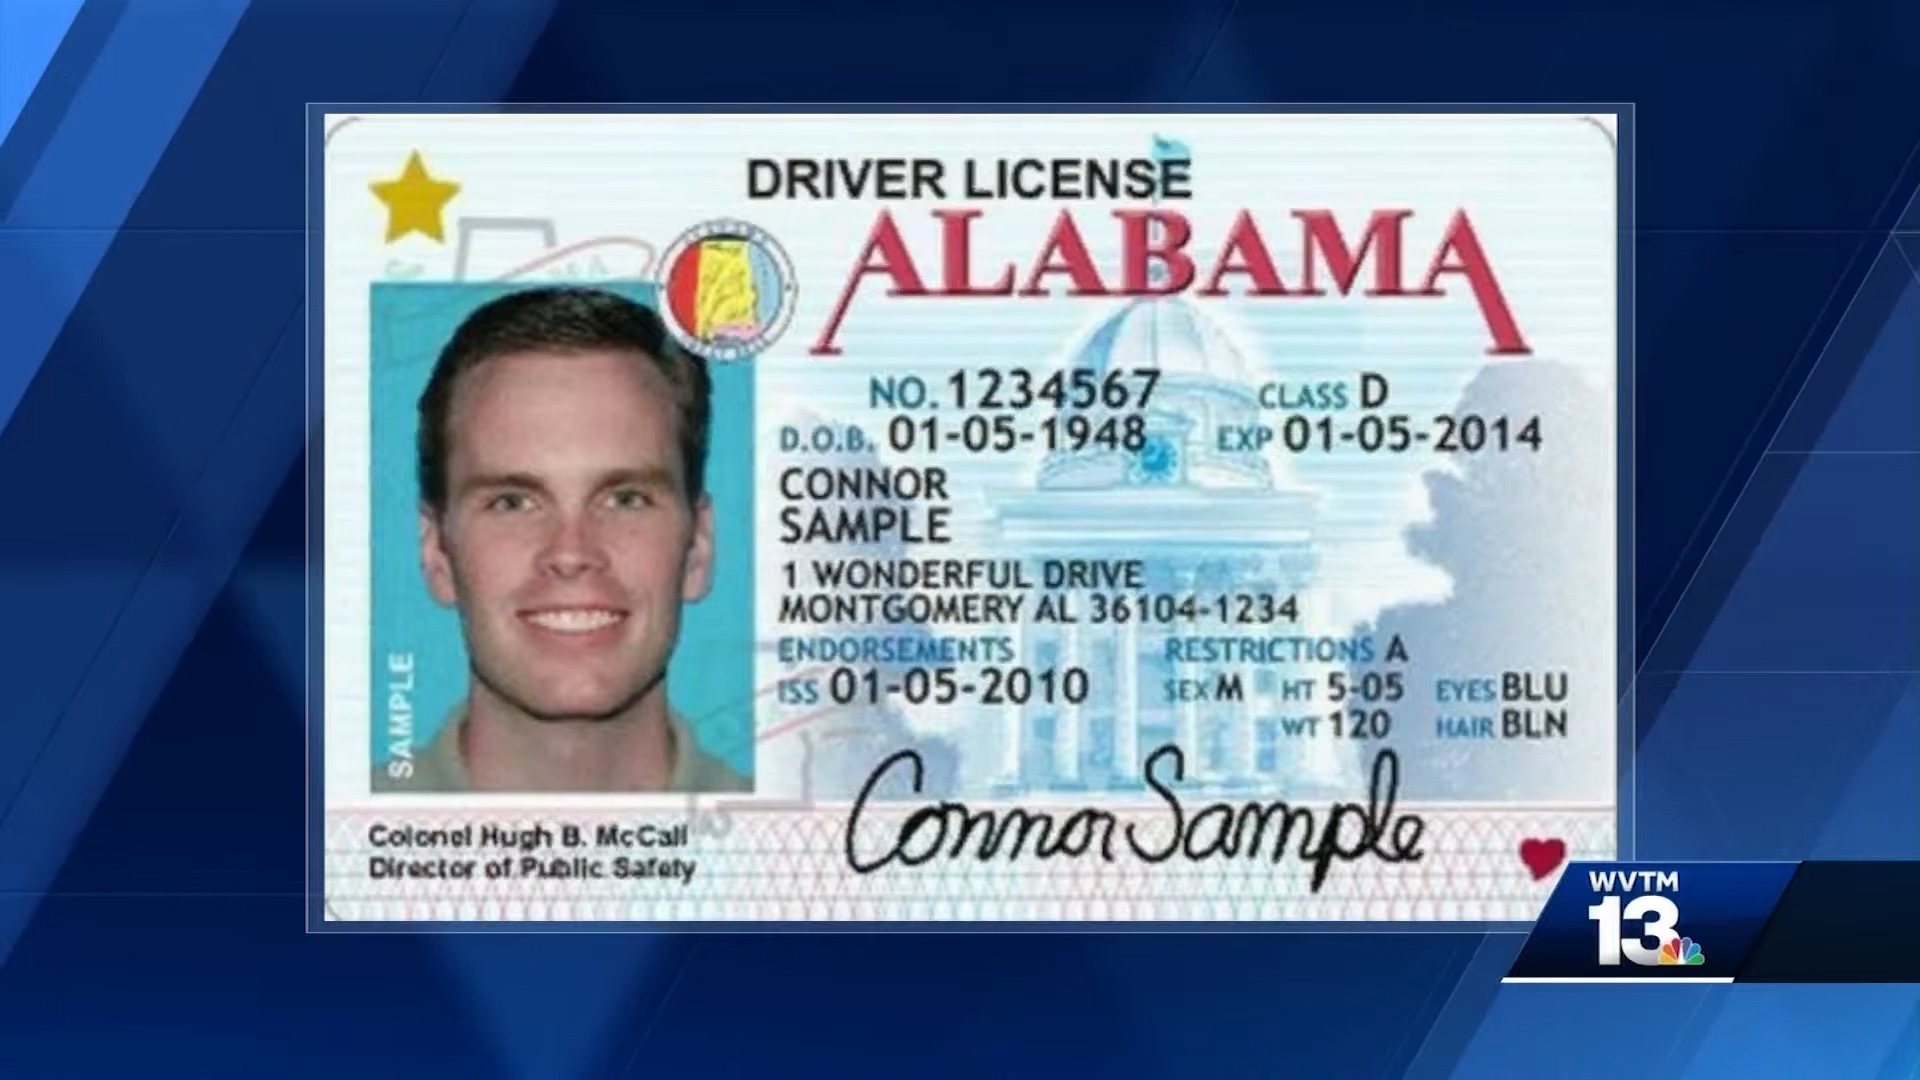 DRIVER LICENSE
ALABAMA
NO. 1234567 CLASS D
D.O.B. 01-05-1948 EXP 01-05-2014
CONNOR
SAMPLE
1 WONDERFUL DRIVE
MONTGOMERY AL 36104-1234
ENDORSEMENTS RESTRICTIONS A
ISS 01-05-2010 SEX M HT 5-05 EYES BLU
WT 120 HAIR BLN
SAMPLE
Connor Sample
Colonel Hugh B. McCall
Director of Public Safety
WVTM
13